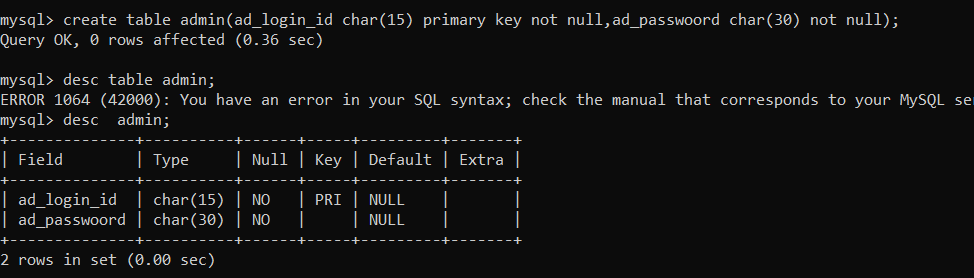 mysql> create table admin(ad_login_id char(15) primary key not null,ad_passwoord char(30) not null);
Query OK, 0 rows affected (0.36 sec)
mysql> desc table admin;
ERROR 1064 (42000): You have an error in your SQL syntax; check the manual that corresponds to your MySQL se
mysql> desc  admin;
+--------------+----------+------+-----+---------+-------+
| Field        | Type     | Null | Key | Default | Extra |
+--------------+----------+------+-----+---------+-------+
| ad_login_id  | char(15) | NO   | PRI | NULL    |       |
| ad_passwoord | char(30) | NO   |     | NULL    |       |
+--------------+----------+------+-----+---------+-------+
2 rows in set (0.00 sec)